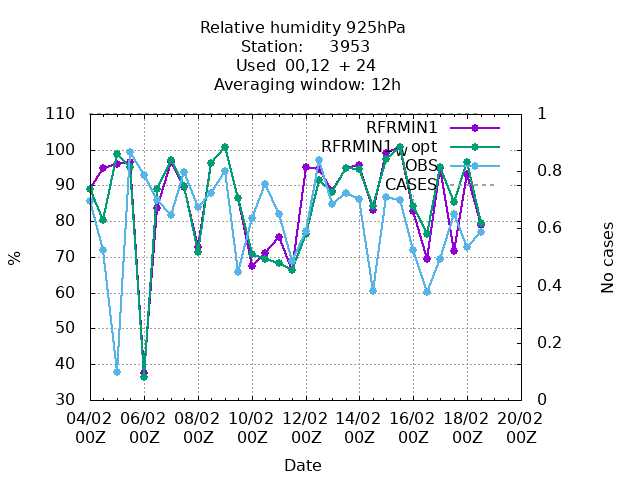 Relative humidity 925hPa
Station: 3953
Used 00,12 + 24
Averaging window: 12h
110 1
RFRMIN1
100 RFRMIN1_w_opt
OBS 0.8
90 CASES
80
0.6
70
%
No cases
60
0.4
50
0.2
40
30 0
04/02 06/02 08/02 10/02 12/02 14/02 16/02 18/02 20/02
00Z 00Z 00Z 00Z 00Z 00Z 00Z 00Z 00Z
Date